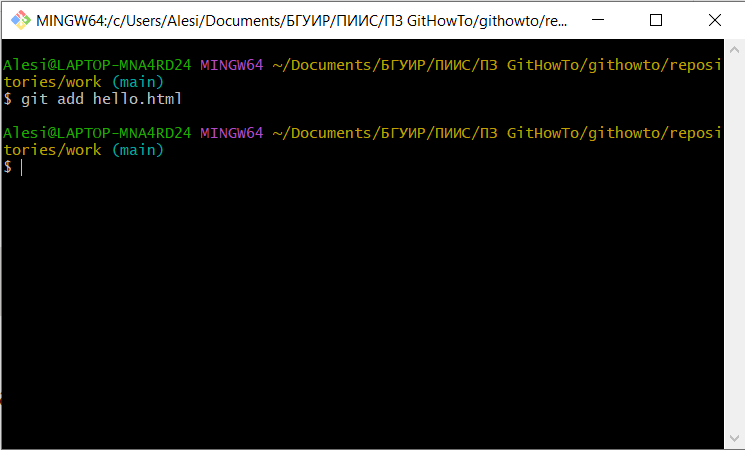 MINGW64:/c/Users/Alesi/Documents/БГУИР/ПИИС/ПЗ GitHowTo/githowto/re...
Alesi@LAPTOP-MNA4RD24 MINGW64 ~/Documents/БГУИР/ПИИС/ПЗ GitHowTo/githowto/reposi
tories/work (main)
$ git add hello.html
Alesi@LAPTOP-MNA4RD24 MINGW64 ~/Documents/БГУИР/ПИИС/ПЗ GitHowTo/githowto/reposi
tories/work (main)
$